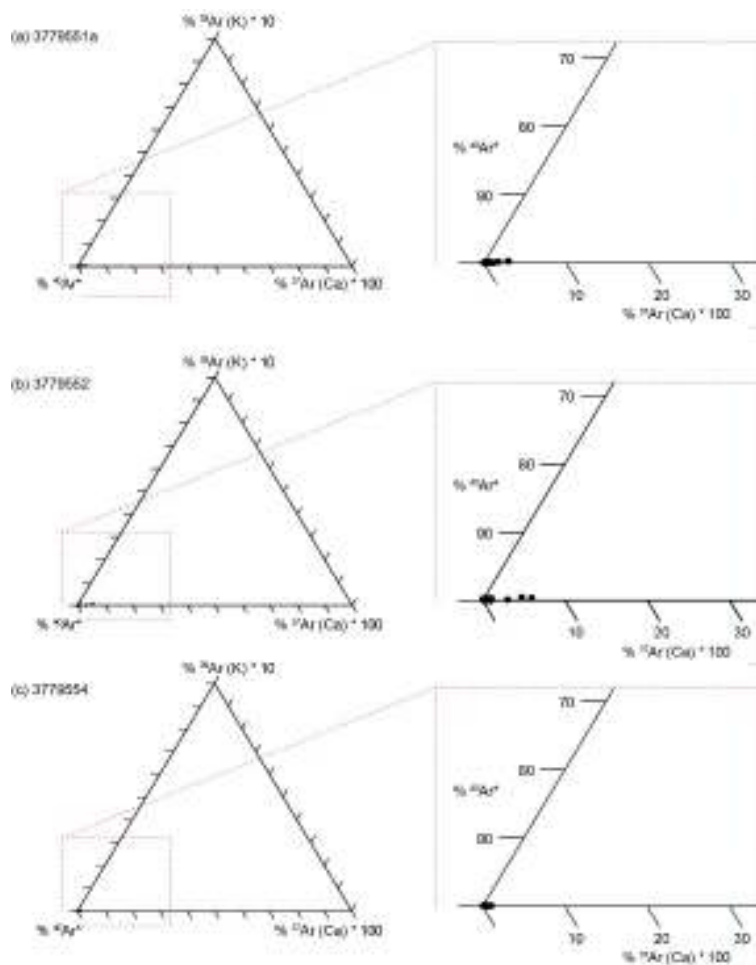 % ³⁹Ar (K) * 10
(a) 3779551a
% ⁴⁰Ar*
% ³⁷Ar (Ca) * 100
70
80
% ⁴⁰Ar*
90
10
20
30
% ³⁷Ar (Ca) * 100
% ³⁹Ar (K) * 10
(b) 3779552
% ⁴⁰Ar*
% ³⁷Ar (Ca) * 100
70
80
% ⁴⁰Ar*
90
10
20
30
% ³⁷Ar (Ca) * 100
% ³⁹Ar (K) * 10
(c) 3779554
% ⁴⁰Ar*
% ³⁷Ar (Ca) * 100
70
80
% ⁴⁰Ar*
90
10
20
30
% ³⁷Ar (Ca) * 100